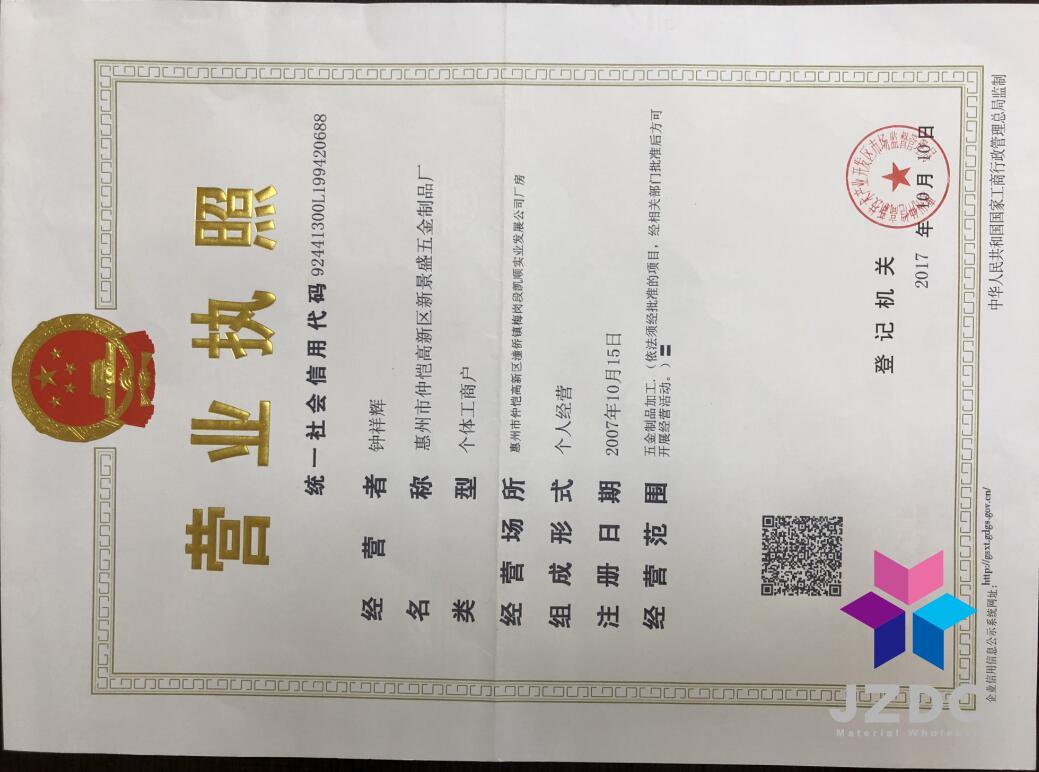 营业执照
统一社会信用代码 92441300L199420688
经营者 钟祥辉
名称 惠州市仲恺高新区新景盛五金制品厂
类型 个体工商户
经营场所 惠州市仲恺高新区潼侨镇梅岗段凯顺实业发展公司厂房
组成形式 个人经营
注册日期 2007年10月15日
经营范围 五金制品加工。(依法须经批准的项目，经相关部门批准后方可
开展经营活动。)
登记机关
2017 年 10 月 10 日
企业信用信息公示系统网址：http://gsxt.gdgs.gov.cn/
中华人民共和国国家工商行政管理总局监制
JZDC
Material Wholesal